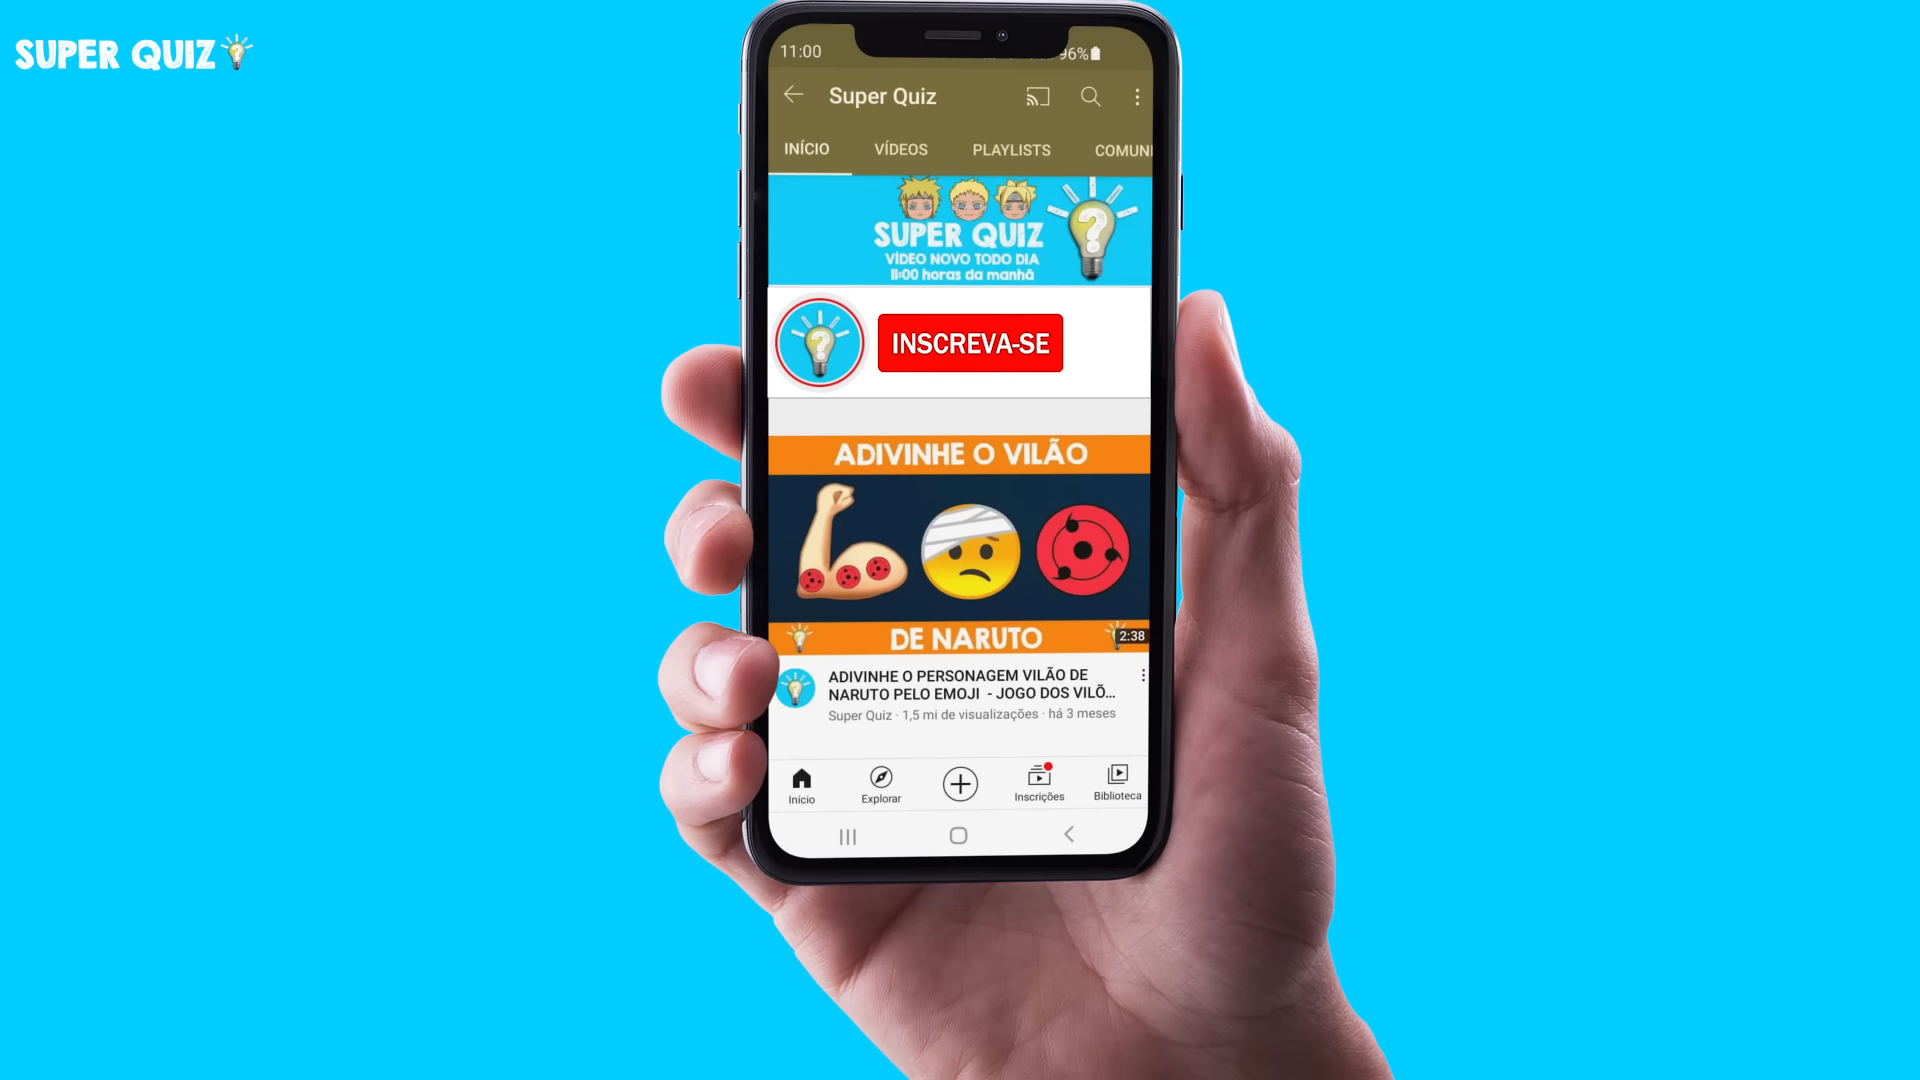 SUPER QUIZ
11:00
96%
Super Quiz
INÍCIO VÍDEOS PLAYLISTS COMUNI
SUPER QUIZ
VÍDEO NOVO TODO DIA
11:00 horas da manhã
INSCREVA-SE
ADIVINHE O VILÃO
DE NARUTO
2:38
ADIVINHE O PERSONAGEM VILÃO DE
NARUTO PELO EMOJI - JOGO DOS VILÕ...
Super Quiz · 1,5 mi de visualizações · há 3 meses
Início Explorar Inscrições Biblioteca